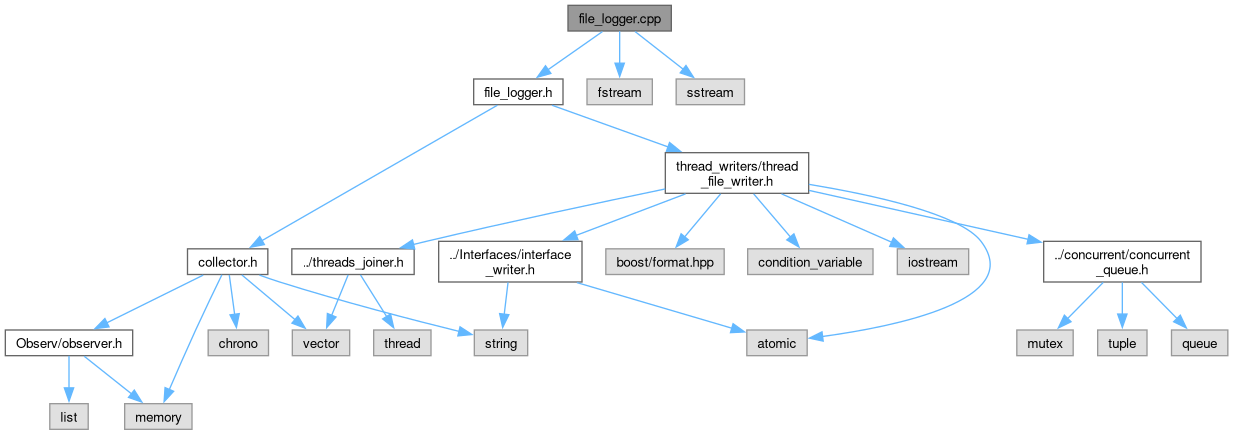 file_logger.cpp
file_logger.h
fstream
sstream
thread_writers/thread
_file_writer.h
collector.h
../threads_joiner.h
../Interfaces/interface
_writer.h
boost/format.hpp
condition_variable
iostream
../concurrent/concurrent
_queue.h
Observ/observer.h
chrono
vector
thread
string
atomic
mutex
tuple
queue
list
memory